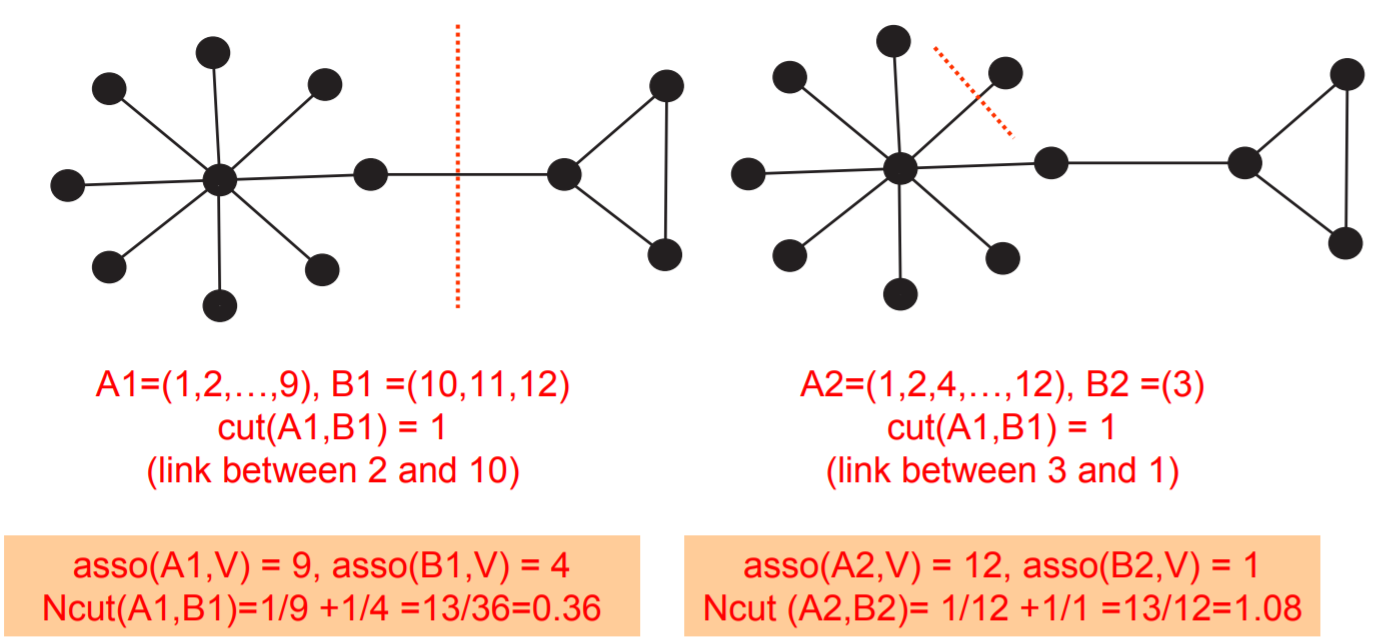 A1=(1,2,…,9), B1 =(10,11,12)
cut(A1,B1) = 1
(link between 2 and 10)
asso(A1,V) = 9, asso(B1,V) = 4
Ncut(A1,B1)=1/9 +1/4 =13/36=0.36
A2=(1,2,4,…,12), B2 =(3)
cut(A1,B1) = 1
(link between 3 and 1)
asso(A2,V) = 12, asso(B2,V) = 1
Ncut (A2,B2)= 1/12 +1/1 =13/12=1.08